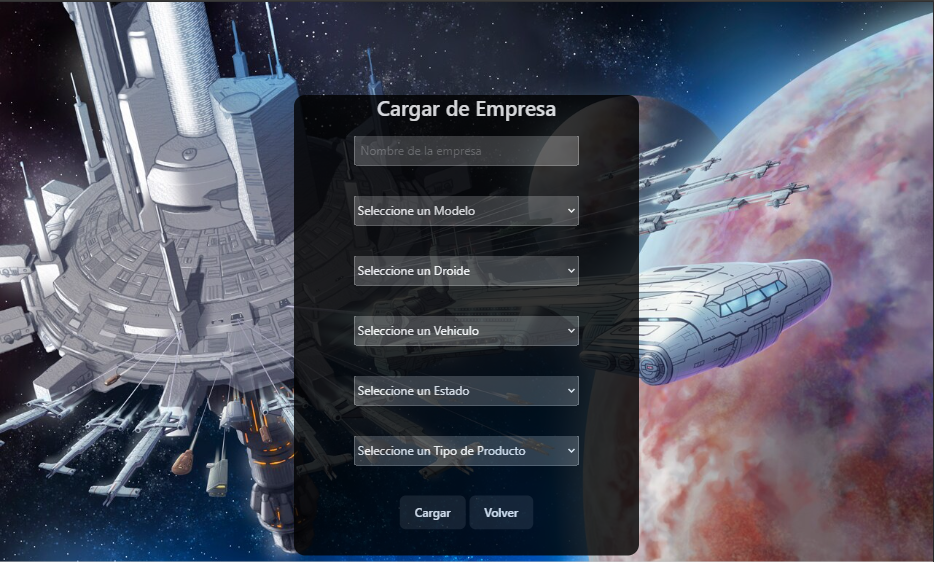 Cargar de Empresa
Nombre de la empresa
Seleccione un Modelo
Seleccione un Droide
Seleccione un Vehiculo
Seleccione un Estado
Seleccione un Tipo de Producto
Cargar Volver